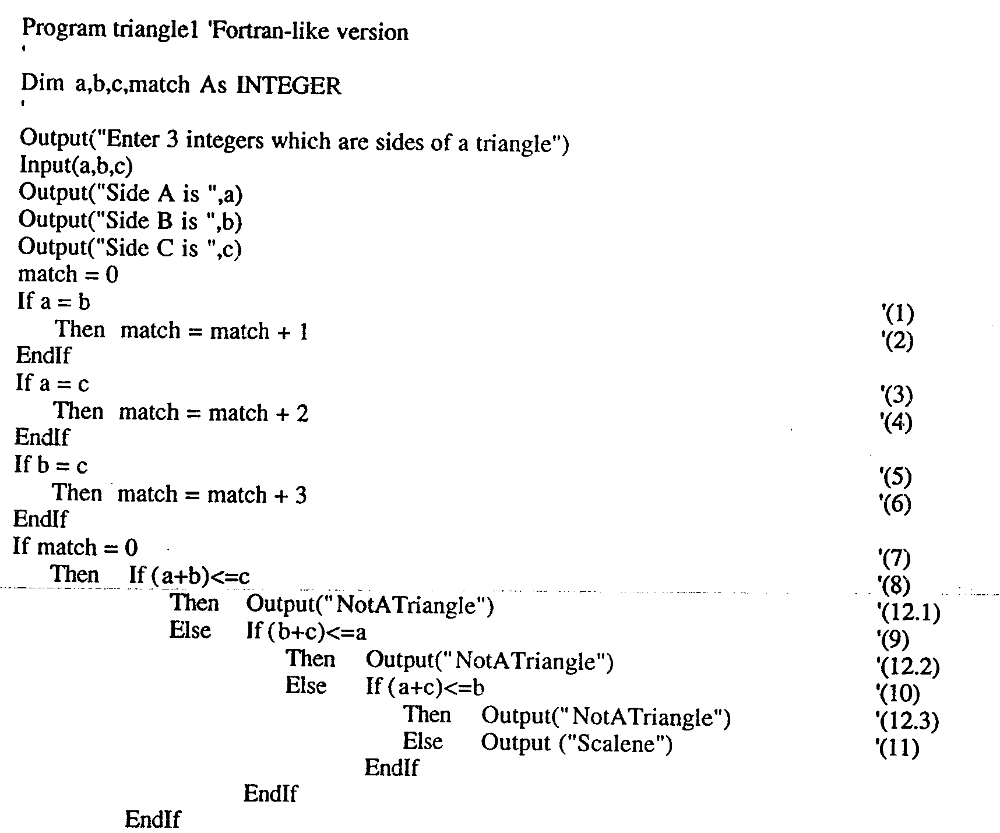 Program triangle1 'Fortran-like version
'
Dim a,b,c,match As INTEGER
'
Output("Enter 3 integers which are sides of a triangle")
Input(a,b,c)
Output("Side A is ",a)
Output("Side B is ",b)
Output("Side C is ",c)
match = 0
If a = b '(1)
Then match = match + 1 '(2)
EndIf
If a = c '(3)
Then match = match + 2 '(4)
EndIf
If b = c '(5)
Then match = match + 3 '(6)
EndIf
If match = 0 '(7)
Then If (a+b)<=c '(8)
Then Output("NotATriangle") '(12.1)
Else If (b+c)<=a '(9)
Then Output("NotATriangle") '(12.2)
Else If (a+c)<=b '(10)
Then Output("NotATriangle") '(12.3)
Else Output ("Scalene") '(11)
EndIf
EndIf
EndIf